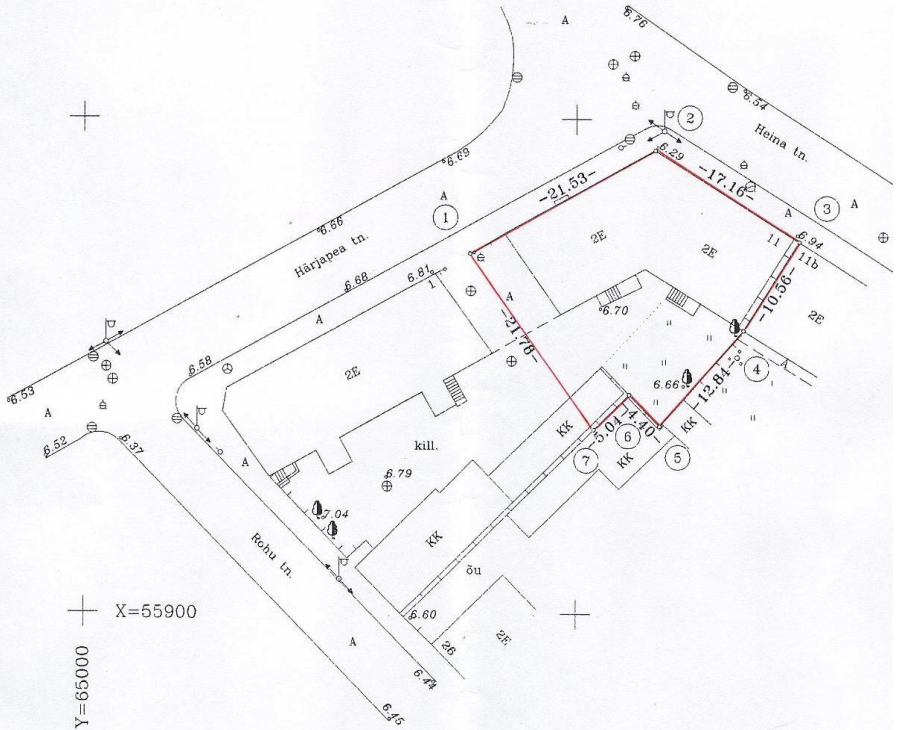 A
6.76
6.54
Heina tn.
2
6.29
6.69
A
-21.53-
-17.16-
A
3
A
1
6.66
Härjapea tn.
6.94
2E
2E
11
11b
6.68
6.81
1
A
-10.56-
2E
A
6.70
-21.78-
6.53
6.58
2E
A
A
4
6.66
-12.84-
A
6.52
6.37
kill.
KK
-5.04
-4.40-
6
KK
7
KK
5
A
6.79
7.04
KK
Rohu tn.
õu
X=55900
6.60
26
2E
A
Y=65000
6.44
6.45